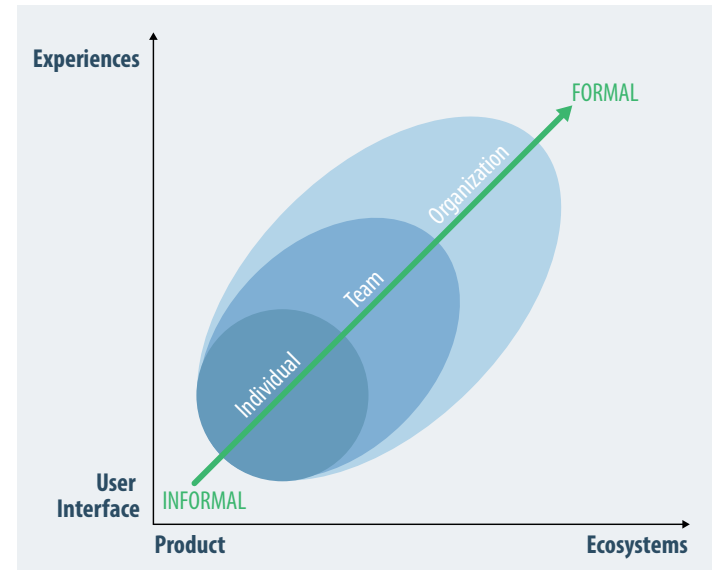 Experiences
FORMAL
Organization
Team
Individual
User
Interface
INFORMAL
Product
Ecosystems